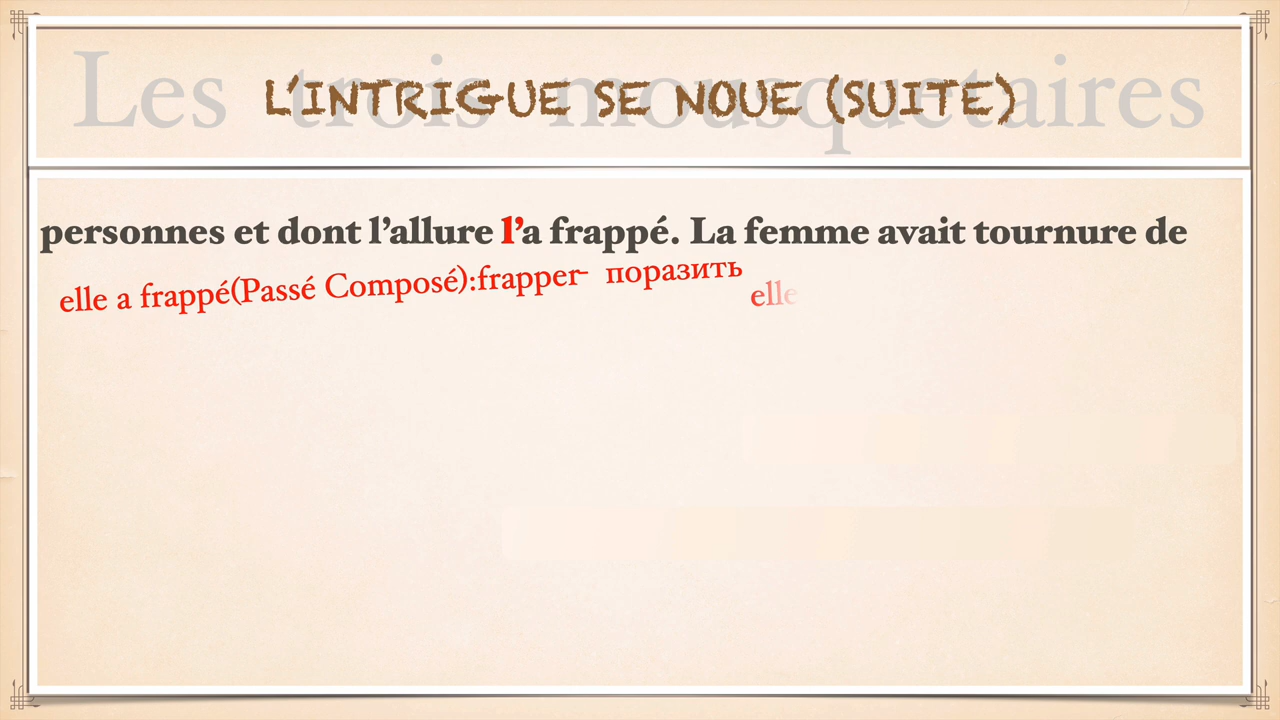 Les trois mousquetaires
L'INTRIGUE SE NOUE (SUITE)
personnes et dont l'allure l'a frappé. La femme avait tournure de
elle a frappé(Passé Composé):frapper- поразить
elle